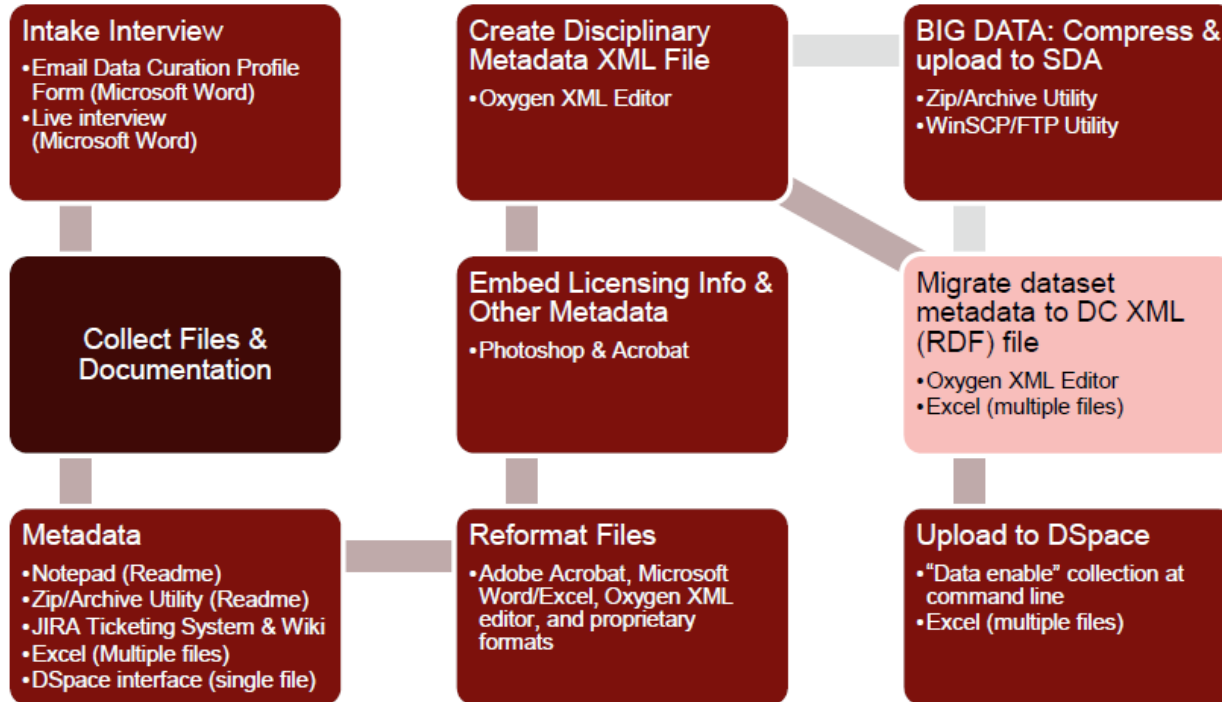 Intake Interview
•Email Data Curation Profile
Form (Microsoft Word)
•Live interview
(Microsoft Word)
Collect Files &
Documentation
Metadata
•Notepad (Readme)
•Zip/Archive Utility (Readme)
•JIRA Ticketing System & Wiki
•Excel (Multiple files)
•DSpace interface (single file)
Reformat Files
•Adobe Acrobat, Microsoft
Word/Excel, Oxygen XML
editor, and proprietary
formats
Embed Licensing Info &
Other Metadata
•Photoshop & Acrobat
Create Disciplinary
Metadata XML File
•Oxygen XML Editor
BIG DATA: Compress &
upload to SDA
•Zip/Archive Utility
•WinSCP/FTP Utility
Migrate dataset
metadata to DC XML
(RDF) file
•Oxygen XML Editor
•Excel (multiple files)
Upload to DSpace
•“Data enable” collection at
command line
•Excel (multiple files)